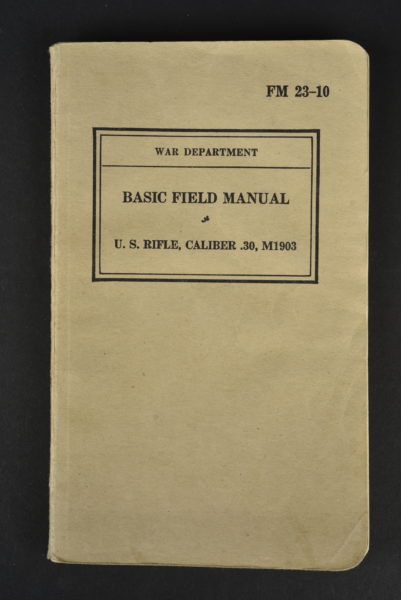 FM 23-10
WAR DEPARTMENT
BASIC FIELD MANUAL
U. S. RIFLE, CALIBER .30, M1903